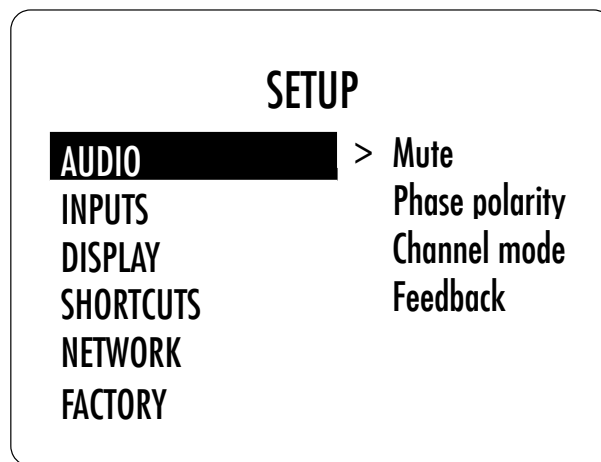 SETUP
AUDIO > Mute
INPUTS Phase polarity
DISPLAY Channel mode
SHORTCUTS Feedback
NETWORK
FACTORY